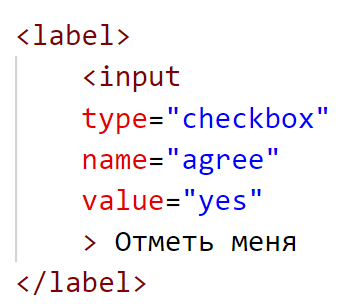 <label>
<input
type="checkbox"
name="agree"
value="yes"
> Отметь меня
</label>